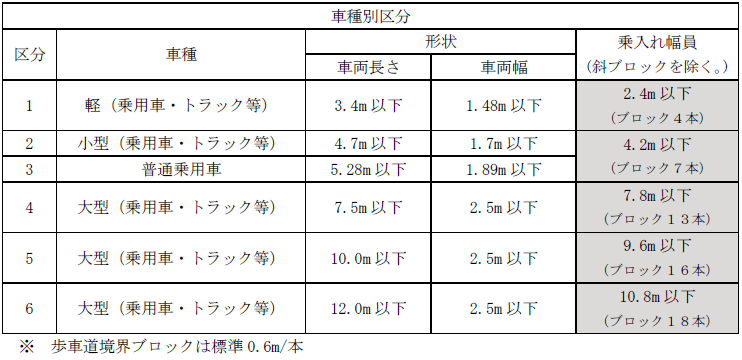 車種別区分
区分 車種 形状 乗入れ幅員
(斜ブロックを除く。)
車両長さ 車両幅
1 軽（乗用車・トラック等） 3.4m以下 1.48m以下 2.4m以下
(ブロック４本)
2 小型（乗用車・トラック等） 4.7m以下 1.7m以下 4.2m以下
(ブロック７本)
3 普通乗用車 5.28m以下 1.89m以下
4 大型（乗用車・トラック等） 7.5m以下 2.5m以下 7.8m以下
(ブロック１３本)
5 大型（乗用車・トラック等） 10.0m以下 2.5m以下 9.6m以下
(ブロック１６本)
6 大型（乗用車・トラック等） 12.0m以下 2.5m以下 10.8m以下
(ブロック１８本)
※　歩車道境界ブロックは標準0.6m/本